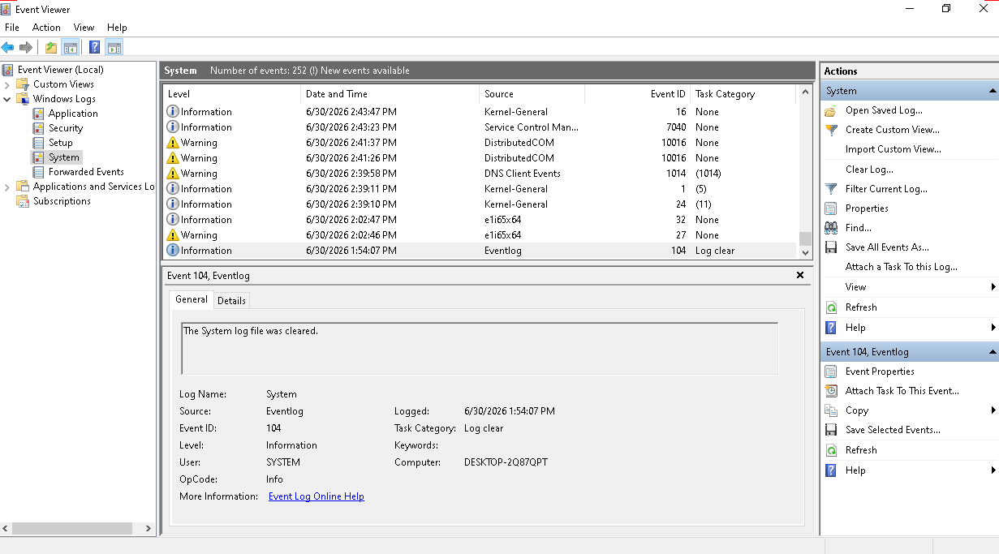 Event Viewer
File Action View Help
Event Viewer (Local)
Custom Views
Windows Logs
Application
Security
Setup
System
Forwarded Events
Applications and Services Lo
Subscriptions
System Number of events: 252 (!) New events available
Level Date and Time Source Event ID Task Category
Information 6/30/2026 2:43:47 PM Kernel-General 16 None
Information 6/30/2026 2:43:23 PM Service Control Man... 7040 None
Warning 6/30/2026 2:41:37 PM DistributedCOM 10016 None
Warning 6/30/2026 2:41:26 PM DistributedCOM 10016 None
Warning 6/30/2026 2:39:58 PM DNS Client Events 1014 (1014)
Information 6/30/2026 2:39:11 PM Kernel-General 1 (5)
Information 6/30/2026 2:39:10 PM Kernel-General 24 (11)
Information 6/30/2026 2:02:47 PM e1i65x64 32 None
Warning 6/30/2026 2:02:46 PM e1i65x64 27 None
Information 6/30/2026 1:54:07 PM Eventlog 104 Log clear
Event 104, Eventlog
General Details
The System log file was cleared.
Log Name: System
Source: Eventlog Logged: 6/30/2026 1:54:07 PM
Event ID: 104 Task Category: Log clear
Level: Information Keywords:
User: SYSTEM Computer: DESKTOP-2Q87QPT
OpCode: Info
More Information: Event Log Online Help
Actions
System
Open Saved Log...
Create Custom View...
Import Custom View...
Clear Log...
Filter Current Log...
Properties
Find...
Save All Events As...
Attach a Task To this Log...
View
Refresh
Help
Event 104, Eventlog
Event Properties
Attach Task To This Event...
Copy
Save Selected Events...
Refresh
Help